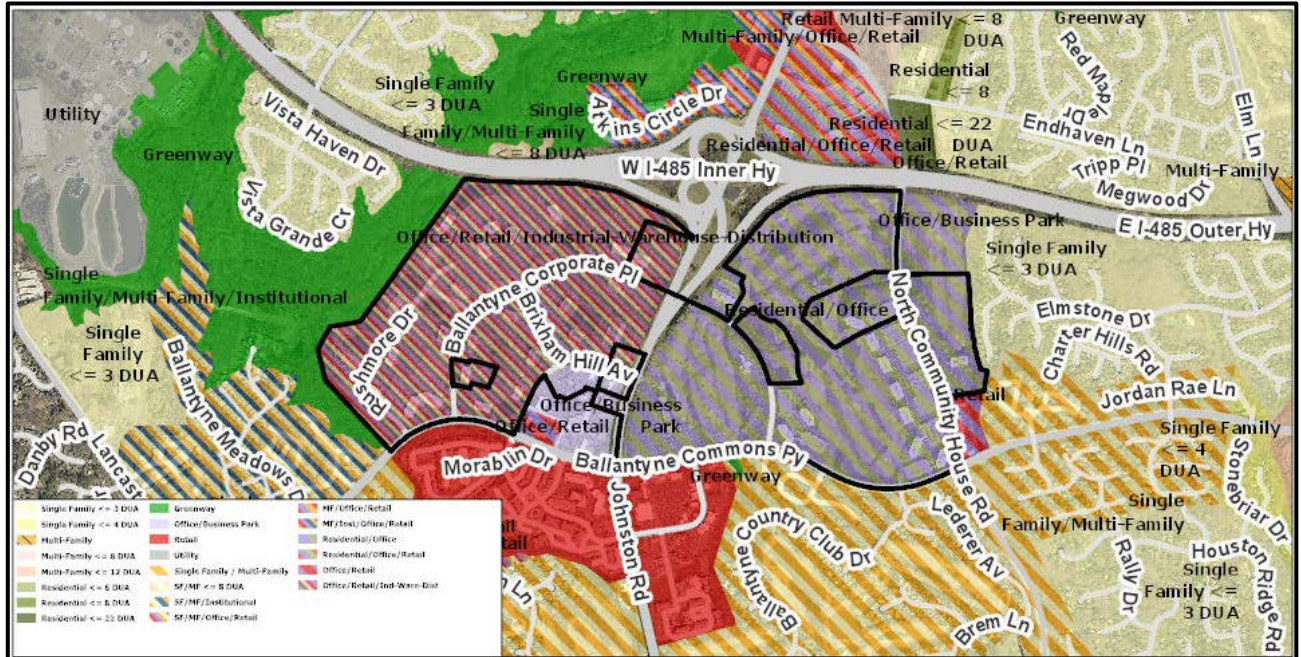 Retail Multi-Family <= 8
DUA
Multi-Family/Office/Retail
Greenway
Red Maple Dr
Elm Ln
Utility
Single Family
<= 3 DUA
Greenway
Residential
<= 8
Vista Haven Dr
Single
Family/Multi-Family
<= 8 DUA
Atkins Circle Dr
Residential <= 22
DUA
Residential/Office/Retail
Office/Retail
Endhaven Ln
Tripp Pl
Megwood Dr
Multi-Family
Greenway
Vista Grande Cr
W I-485 Inner Hy
E I-485 Outer Hy
Office/Business Park
Office/Retail/Industrial-Warehouse-Distribution
Single Family
<= 3 DUA
Single
Family/Multi-Family/Institutional
Ballantyne Corporate Pl
Residential/Office
North Community House Rd
Elmstone Dr
Charter Hills Rd
Single
Family
<= 3 DUA
Rushmore Dr
Brixham Hill Av
Ballantyne Meadows D
Office/Business
Park
Office/Retail
Retail
Jordan Rae Ln
Single Family
<= 4
DUA
Danby Rd
Lancast
Morablin Dr
Ballantyne Commons Py
Greenway
Stonebriar Dr
Johnston Rd
Ballantyne Country Club Dr
Lederer Av
Single
Family/Multi-Family
Rally Dr
Houston Ridge Rd
Single
Family
<= 3 DUA
Brem Ln
n Ln
Single Family <= 3 DUA
Single Family <= 4 DUA
Multi-Family
Multi-Family <= 8 DUA
Multi-Family <= 12 DUA
Residential <= 6 DUA
Residential <= 8 DUA
Residential <= 22 DUA
Greenway
Office/Business Park
Retail
Utility
Single Family / Multi-Family
SF/MF <= 8 DUA
SF/MF/Institutional
SF/MF/Office/Retail
MF/Office/Retail
MF/Inst/Office/Retail
Residential/Office
Residential/Office/Retail
Office/Retail
Office/Retail/Ind-Ware-Dist